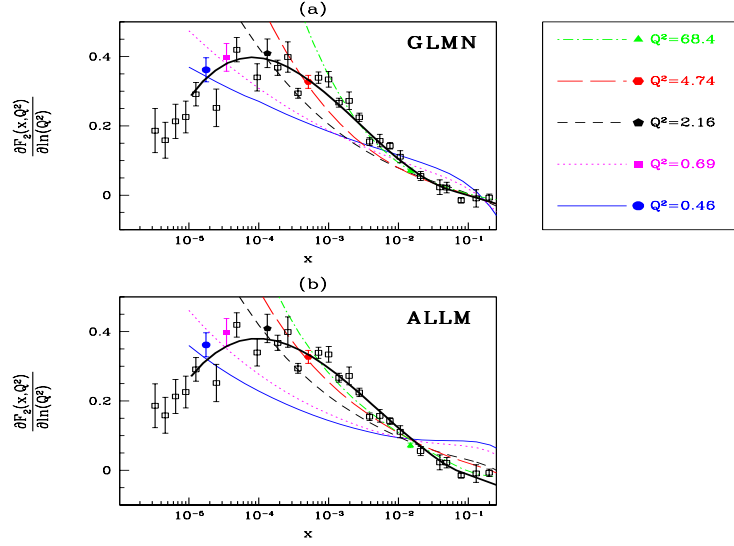 (a)
GLMN
0.4
0.2
0
∂F₂(x,Q²)
∂ln(Q²)
10⁻⁵ 10⁻⁴ 10⁻³ 10⁻² 10⁻¹
x
Q²=68.4
Q²=4.74
Q²=2.16
Q²=0.69
Q²=0.46
(b)
ALLM
0.4
0.2
0
∂F₂(x,Q²)
∂ln(Q²)
10⁻⁵ 10⁻⁴ 10⁻³ 10⁻² 10⁻¹
x